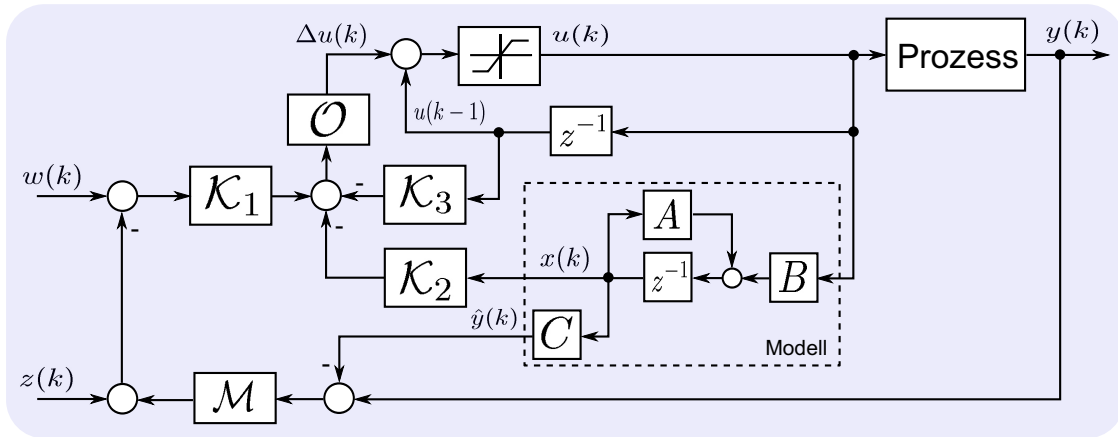 Δu(k)
u(k)
Prozess
y(k)
𝒪
u(k − 1)
z⁻¹
w(k)
𝒦₁
-
𝒦₃
-
-
A
x(k)
𝒦₂
z⁻¹
B
ŷ(k)
C
Modell
-
z(k)
ℳ